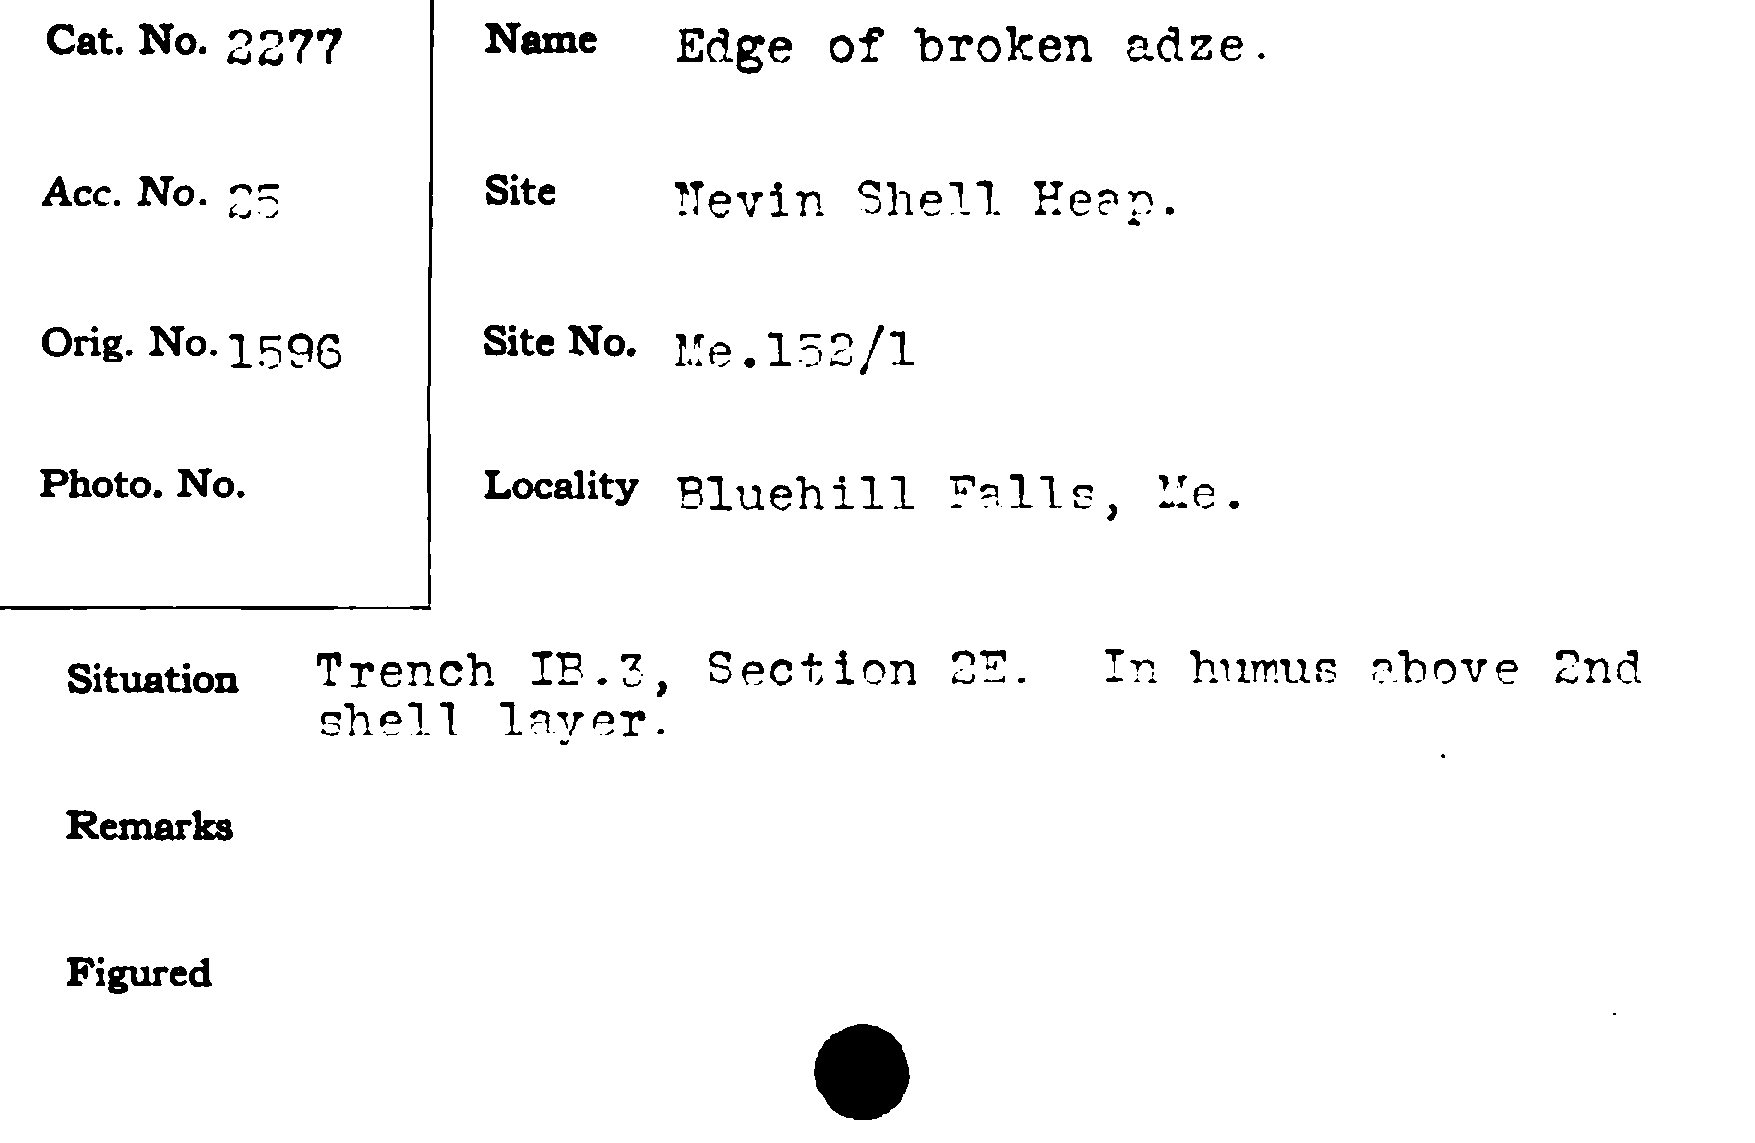 Cat. No. 2277
Name Edge of broken adze.
Acc. No. 25
Site Nevin Shell Heap.
Orig. No. 1596
Site No. Me.152/1
Photo. No.
Locality Bluehill Falls, Me.
Situation Trench IB.3, Section 2E. In humus above 2nd
shell layer.
Remarks
Figured